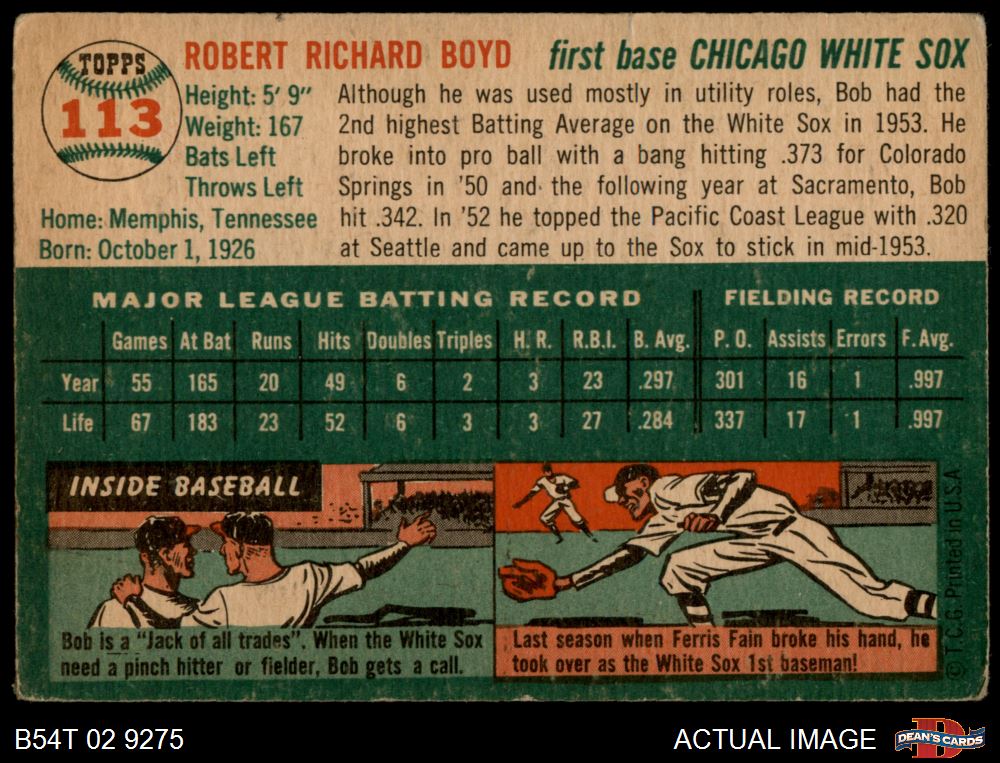 TOPPS
113
ROBERT RICHARD BOYD first base CHICAGO WHITE SOX
Height: 5' 9"
Weight: 167
Bats Left
Throws Left
Home: Memphis, Tennessee
Born: October 1, 1926
Although he was used mostly in utility roles, Bob had the
2nd highest Batting Average on the White Sox in 1953. He
broke into pro ball with a bang hitting .373 for Colorado
Springs in '50 and the following year at Sacramento, Bob
hit .342. In '52 he topped the Pacific Coast League with .320
at Seattle and came up to the Sox to stick in mid-1953.
MAJOR LEAGUE BATTING RECORD FIELDING RECORD
Games At Bat Runs Hits Doubles Triples H. R. R.B.I. B. Avg. P. O. Assists Errors F. Avg.
Year 55 165 20 49 6 2 3 23 .297 301 16 1 .997
Life 67 183 23 52 6 3 3 27 .284 337 17 1 .997
INSIDE BASEBALL
Bob is a "Jack of all trades". When the White Sox
need a pinch hitter or fielder, Bob gets a call.
Last season when Ferris Fain broke his hand, he
took over as the White Sox 1st baseman!
© T.C.G. Printed in U.S.A
B54T 02 9275
ACTUAL IMAGE
DEAN'S CARDS